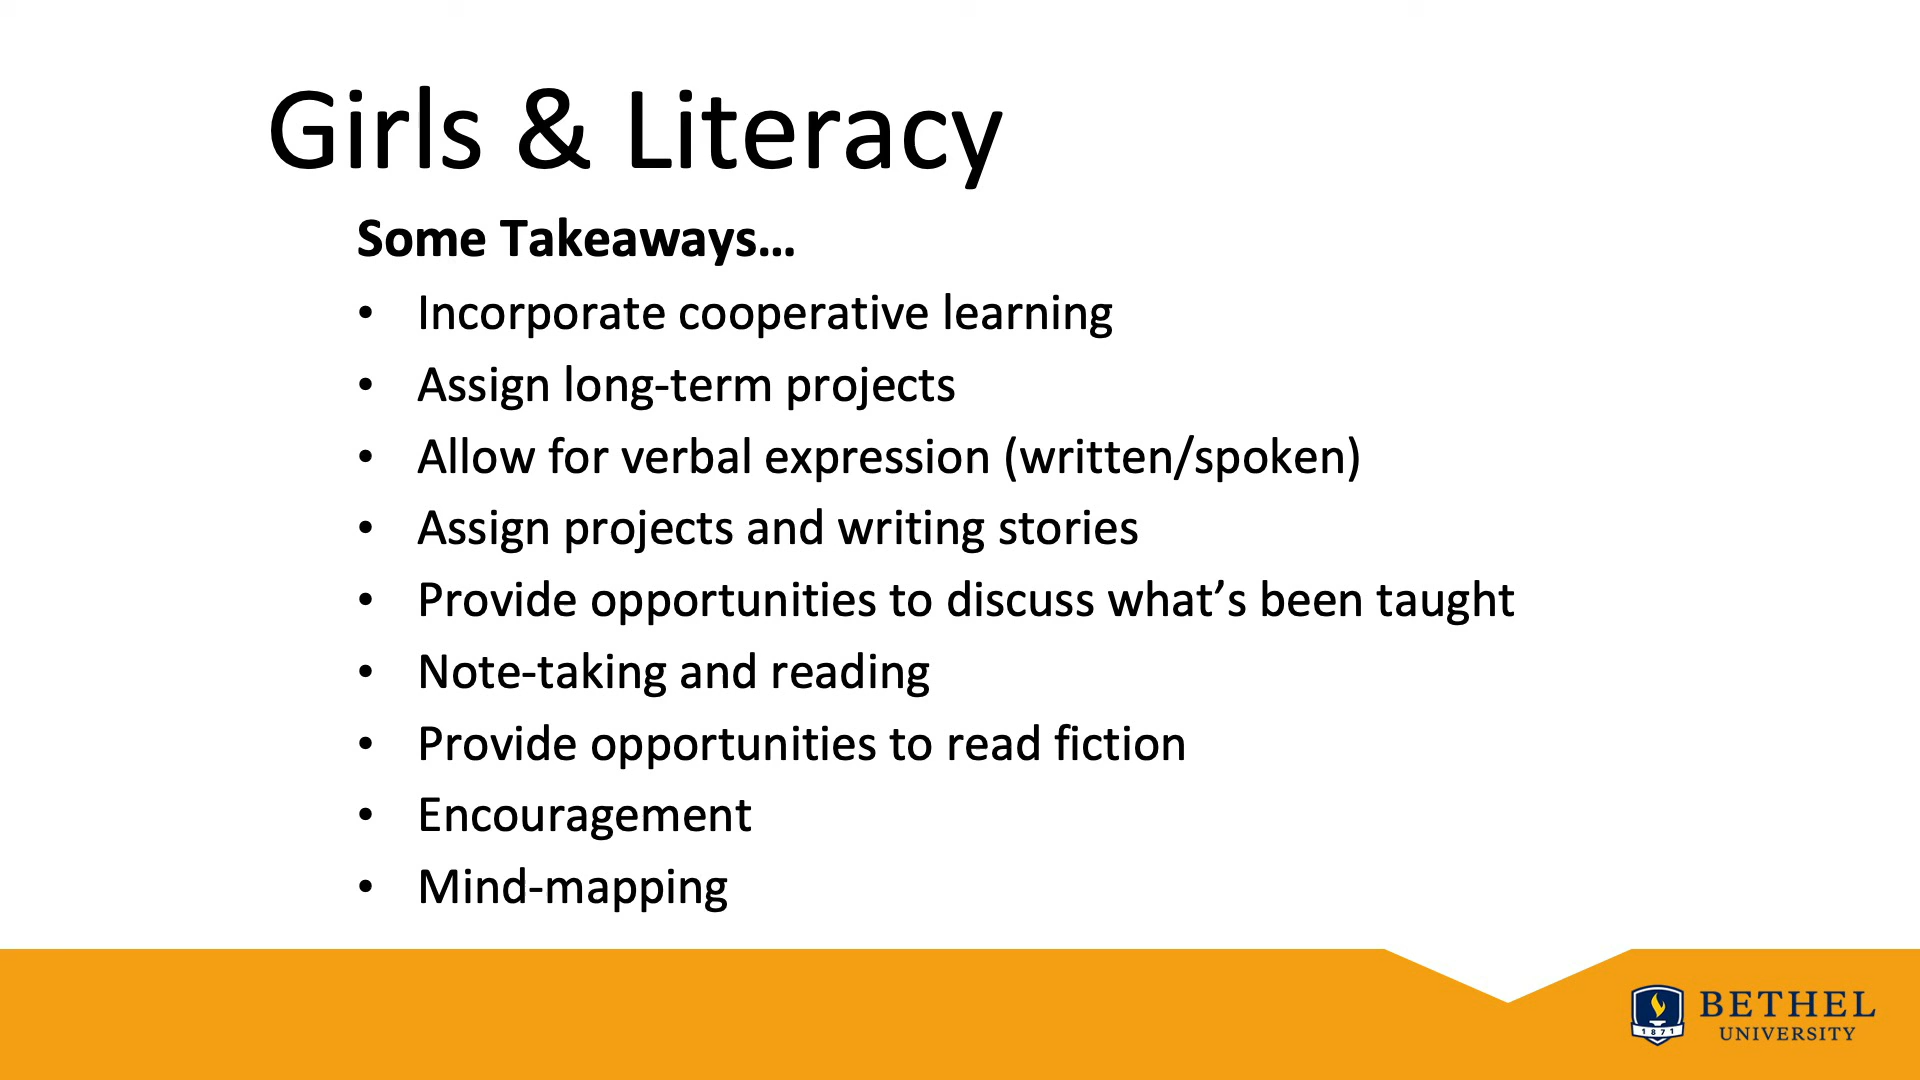 Girls & Literacy
Some Takeaways…
• Incorporate cooperative learning
• Assign long-term projects
• Allow for verbal expression (written/spoken)
• Assign projects and writing stories
• Provide opportunities to discuss what’s been taught
• Note-taking and reading
• Provide opportunities to read fiction
• Encouragement
• Mind-mapping
1871
BETHEL
UNIVERSITY